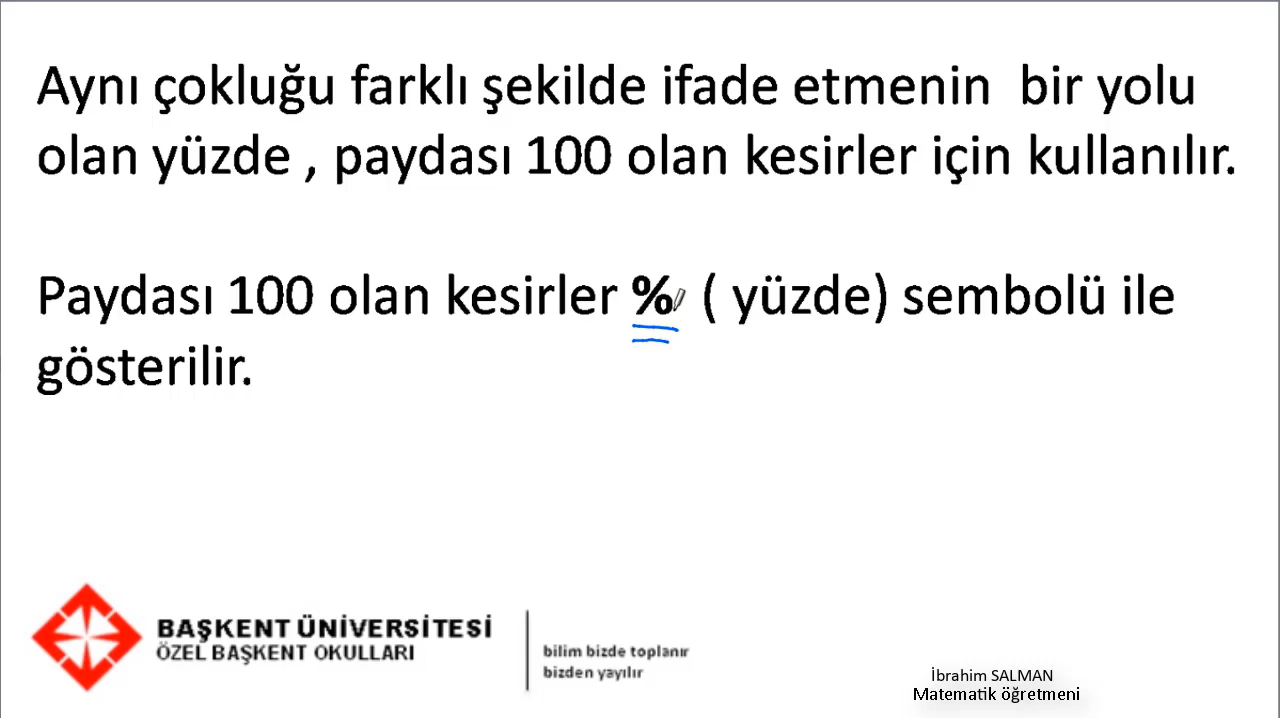 Aynı çokluğu farklı şekilde ifade etmenin bir yolu
olan yüzde , paydası 100 olan kesirler için kullanılır.
Paydası 100 olan kesirler % ( yüzde) sembolü ile
gösterilir.
BAŞKENT ÜNİVERSİTESİ
ÖZEL BAŞKENT OKULLARI
bilim bizde toplanır
bizden yayılır
İbrahim SALMAN
Matematik öğretmeni